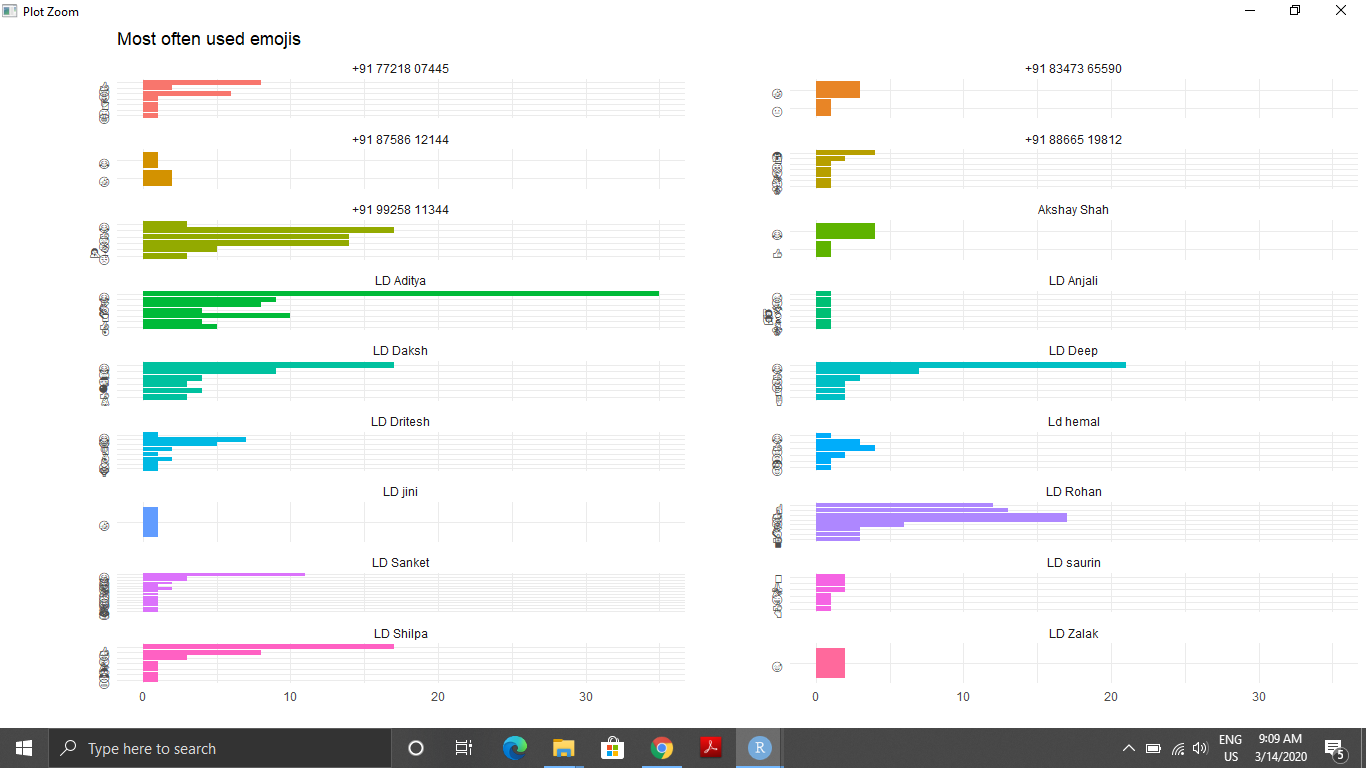 Plot Zoom
Most often used emojis
+91 77218 07445
+91 83473 65590
+91 87586 12144
+91 88665 19812
+91 99258 11344
Akshay Shah
LD Aditya
LD Anjali
LD Daksh
LD Deep
LD Dritesh
Ld hemal
LD jini
LD Rohan
LD Sanket
LD saurin
LD Shilpa
LD Zalak
0 10 20 30
0 10 20 30
Type here to search
R
ENG
US
9:09 AM
3/14/2020
5